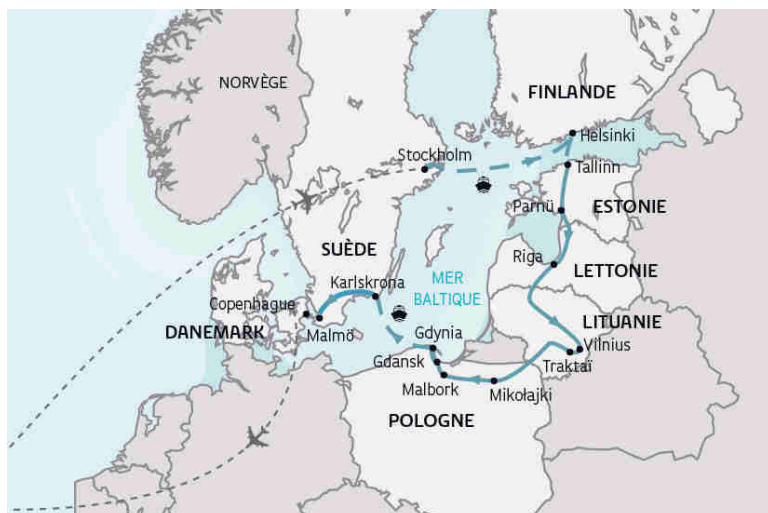 NORVÈGE
FINLANDE
Helsinki
Stockholm
Tallinn
Parnü
ESTONIE
SUÈDE
Riga
LETTONIE
Karlskrona
MER
BALTIQUE
Copenhague
DANEMARK
Malmö
Gdynia
LITUANIE
Vilnius
Gdansk
Traktaï
Malbork
Mikołajki
POLOGNE